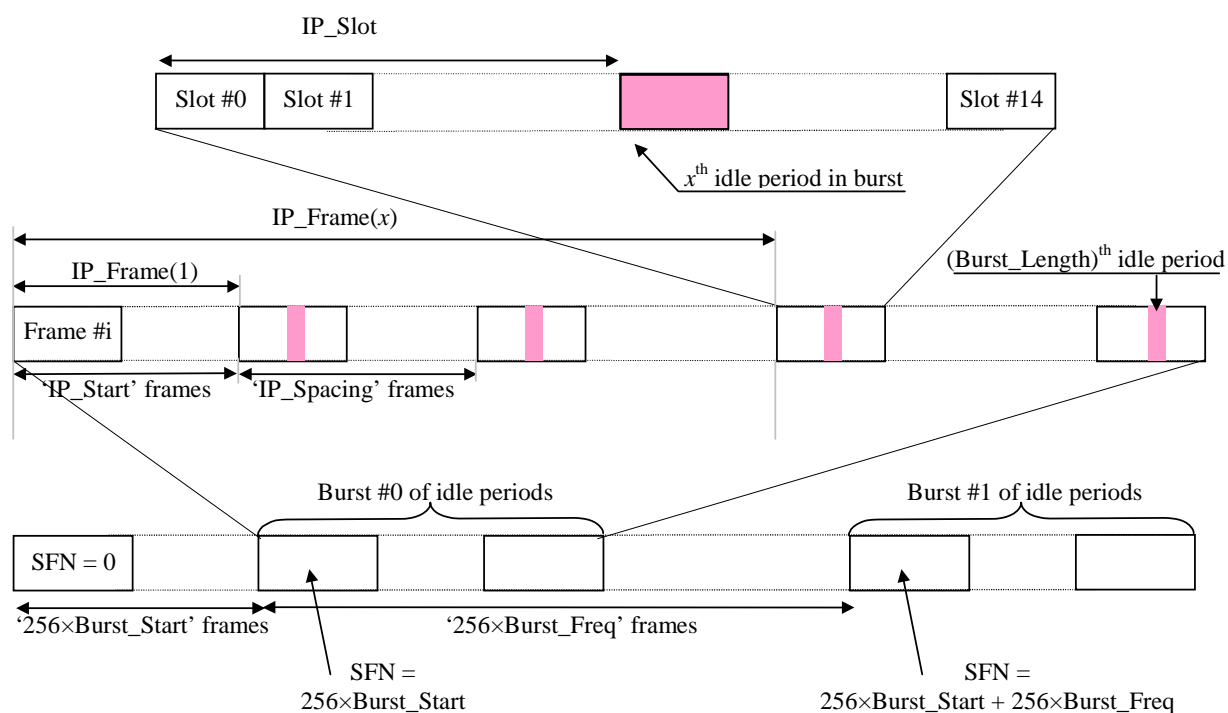 IP_Slot
Slot #0 Slot #1 Slot #14
xth idle period in burst
IP_Frame(x)
IP_Frame(1)
(Burst_Length)th idle period
Frame #i
‘IP_Start’ frames ‘IP_Spacing’ frames
Burst #0 of idle periods Burst #1 of idle periods
SFN = 0
‘256×Burst_Start’ frames ‘256×Burst_Freq’ frames
SFN =
256×Burst_Start
SFN =
256×Burst_Start + 256×Burst_Freq